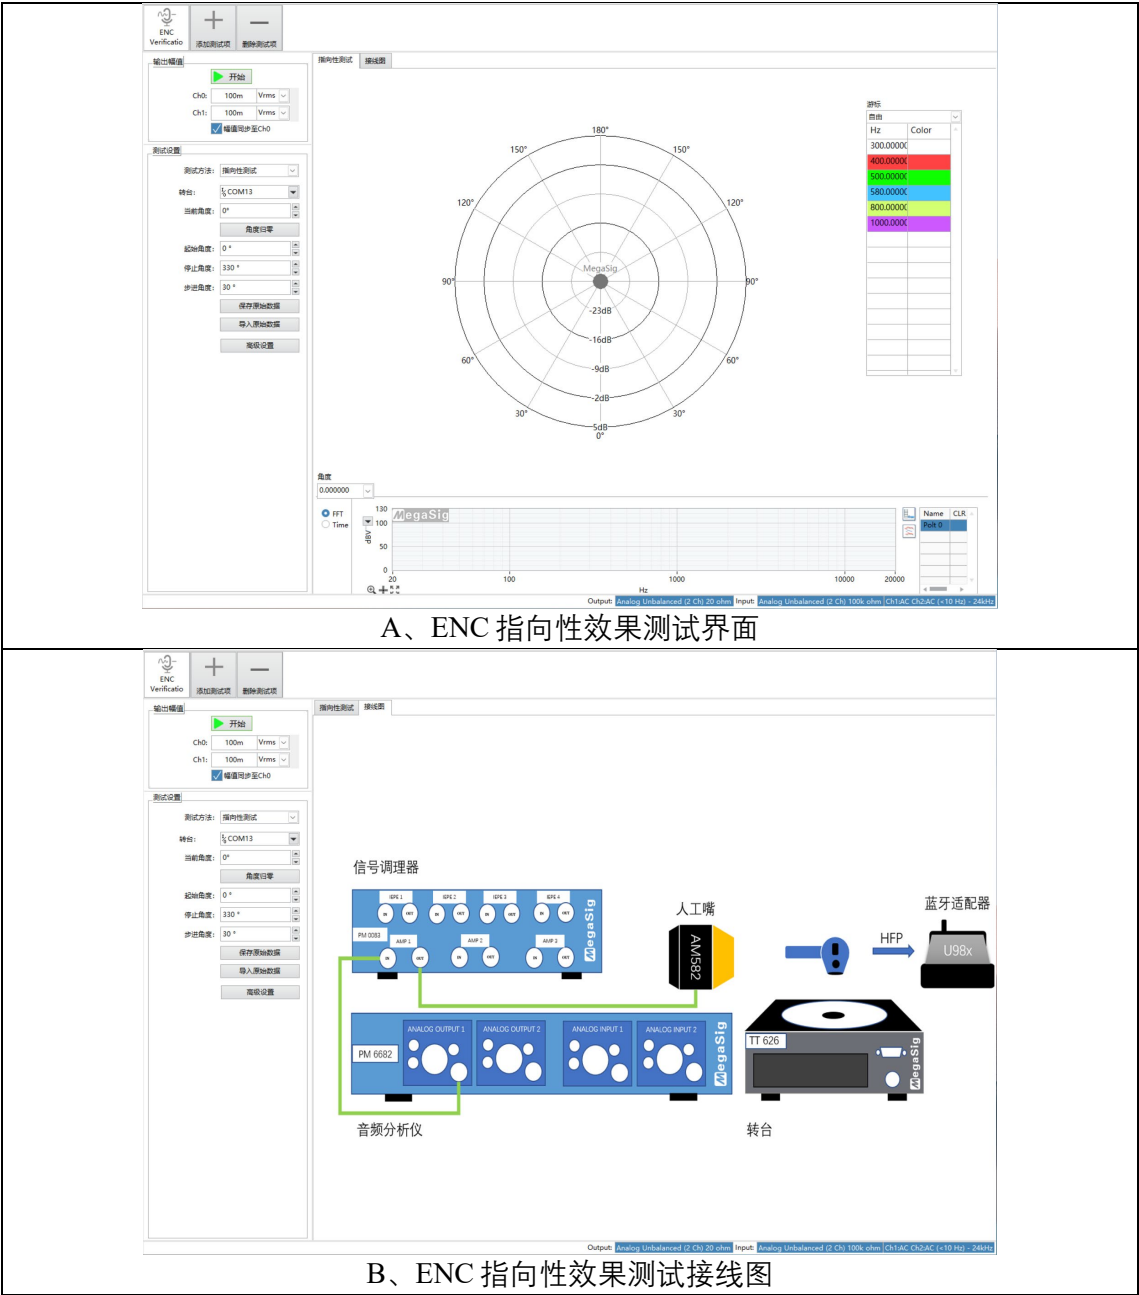 ENC
Verificatio
添加测试项
删除测试项
输出幅值
开始
Ch0: 100m Vrms
Ch1: 100m Vrms
幅值同步至Ch0
测试设置
测试方法: 指向性测试
转台: COM13
当前角度: 0°
角度归零
起始角度: 0 °
停止角度: 330 °
步进角度: 30 °
保存原始数据
导入原始数据
高级设置
指向性测试 接线图
180°
150° 150°
120° 120°
MegaSig
90° 90°
-23dB
-16dB
60° 60°
-9dB
-2dB
30° 30°
5dB
0°
游标
自由
Hz Color
300.0000(
400.0000(
500.0000(
580.0000(
800.0000(
1000.000(
角度
0.000000
FFT
Time
130
100
50
0
dBV
MegaSig
20 100 1000 10000 20000
Hz
Name CLR
Polt 0
Output: Analog Unbalanced (2 Ch) 20 ohm Input: Analog Unbalanced (2 Ch) 100k ohm Ch1:AC Ch2:AC (<10 Hz) - 24kHz
A、ENC 指向性效果测试界面
ENC
Verificatio
添加测试项
删除测试项
输出幅值
开始
Ch0: 100m Vrms
Ch1: 100m Vrms
幅值同步至Ch0
测试设置
测试方法: 指向性测试
转台: COM13
当前角度: 0°
角度归零
起始角度: 0 °
停止角度: 330 °
步进角度: 30 °
保存原始数据
导入原始数据
高级设置
指向性测试 接线图
信号调理器
IEPE 1 IEPE 2 IEPE 3 IEPE 4
IN OUT IN OUT IN OUT IN OUT
PM 0083
AMP 1 AMP 2 AMP 3
IN OUT IN OUT IN OUT
MegaSig
人工嘴
AM582
HFP
蓝牙适配器
U98x
ANALOG OUTPUT 1 ANALOG OUTPUT 2 ANALOG INPUT 1 ANALOG INPUT 2
PM 6682
MegaSig
音频分析仪
TT 626
MegaSig
转台
Output: Analog Unbalanced (2 Ch) 20 ohm Input: Analog Unbalanced (2 Ch) 100k ohm Ch1:AC Ch2:AC (<10 Hz) - 24kHz
B、ENC 指向性效果测试接线图